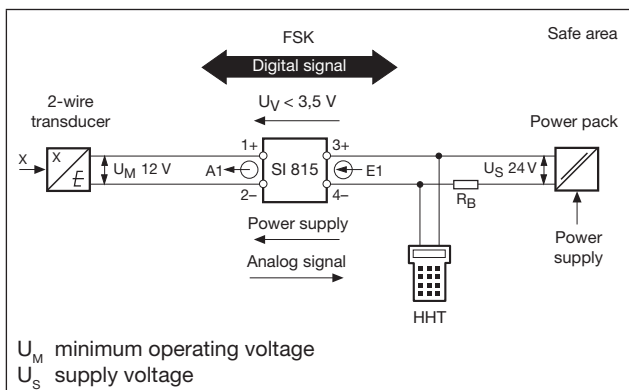 FSK
Safe area
Digital signal
2-wire
transducer
U_V < 3,5 V
Power pack
1+
3+
X
X
E
U_M 12 V
A1
SI 815
E1
U_S 24 V
2–
4–
R_B
Power supply
Analog signal
Power
supply
HHT
U_M minimum operating voltage
U_S supply voltage